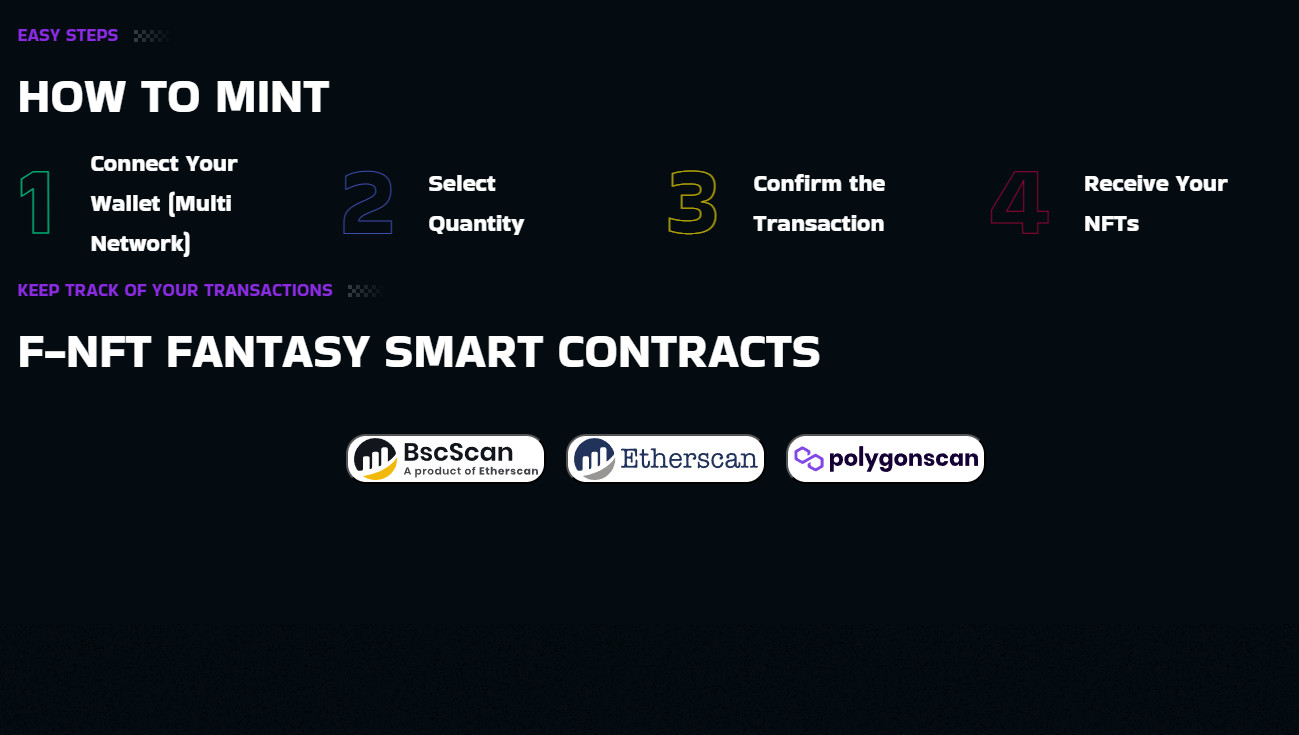 EASY STEPS
HOW TO MINT
1
Connect Your
Wallet (Multi
Network)
2
Select
Quantity
3
Confirm the
Transaction
4
Receive Your
NFTs
KEEP TRACK OF YOUR TRANSACTIONS
F-NFT FANTASY SMART CONTRACTS
BscScan
A product of Etherscan
Etherscan
polygonscan